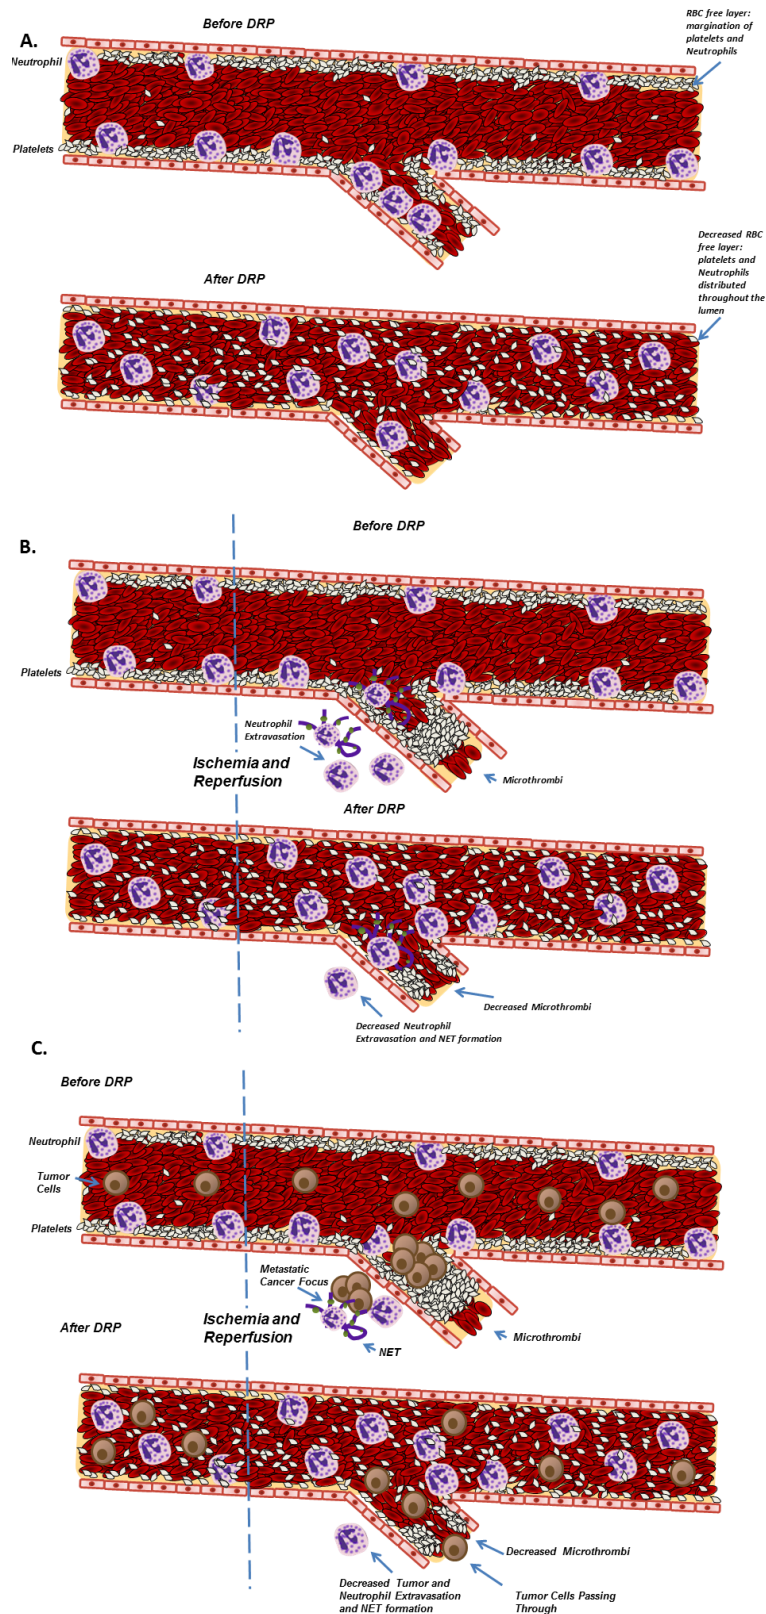 A.
Before DRP
RBC free layer:
margination of
platelets and
Neutrophils
Neutrophil
Platelets
After DRP
Decreased RBC
free layer:
platelets and
Neutrophils
distributed
throughout the
lumen
B.
Before DRP
Platelets
Neutrophil
Extravasation
Ischemia and
Reperfusion
Microthrombi
After DRP
Decreased Microthrombi
Decreased Neutrophil
Extravasation and NET formation
C.
Before DRP
Neutrophil
Tumor
Cells
Platelets
Metastatic
Cancer Focus
Ischemia and
Reperfusion
Microthrombi
NET
After DRP
Decreased Microthrombi
Decreased Tumor and
Neutrophil Extravasation
and NET formation
Tumor Cells Passing
Through